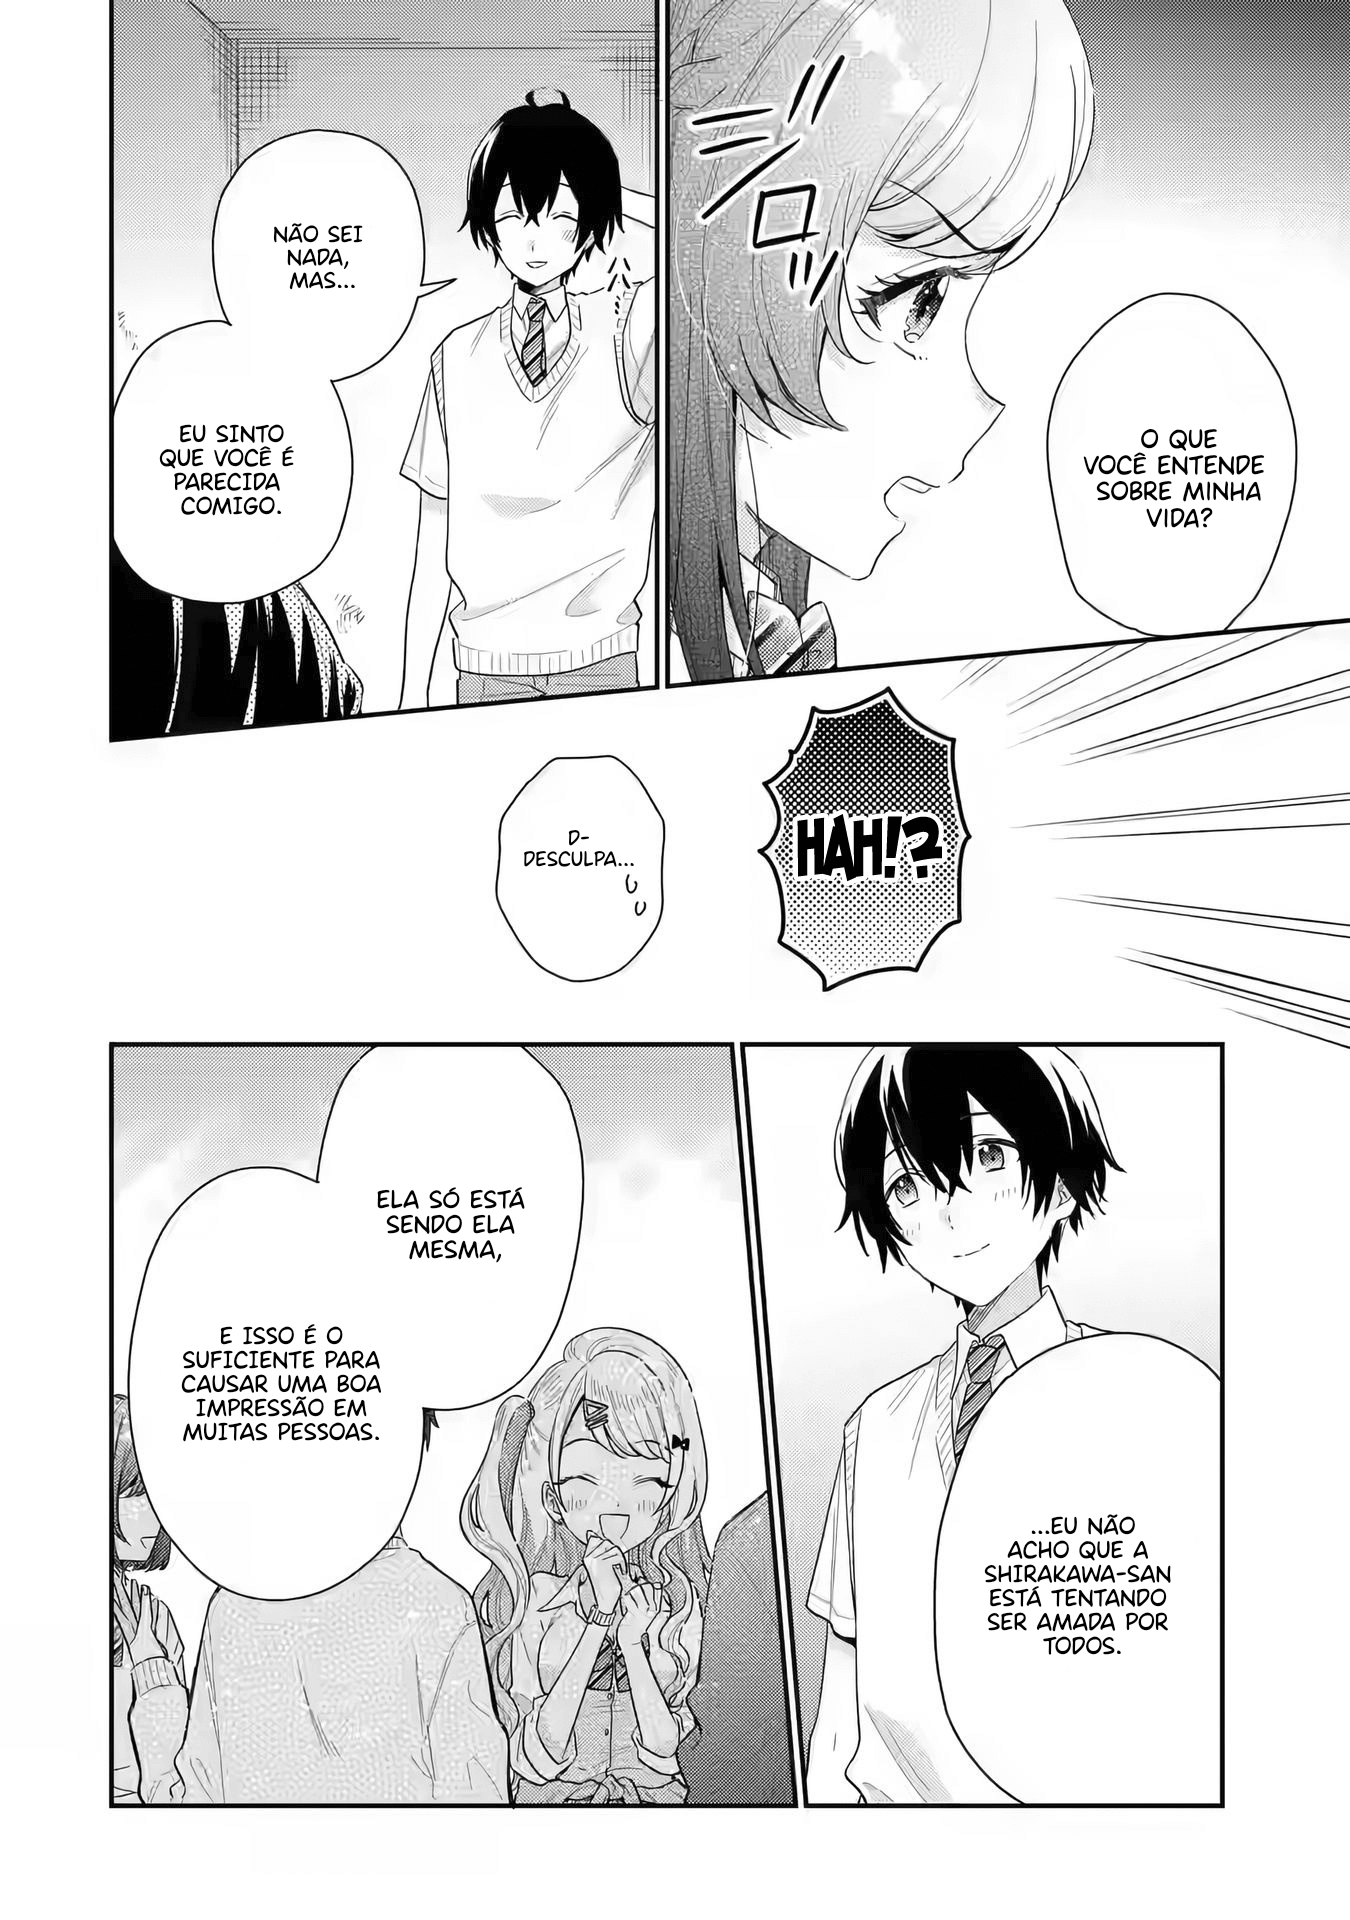 O QUE
VOCÊ ENTENDE
SOBRE MINHA
VIDA?
ジロ
NÃO SEI
NADA,
MAS...
EU SINTO
QUE VOCÊ É
PARECIDA
COMIGO.
HAH!?
D-
DESCULPA...
...EU NÃO
ACHO QUE A
SHIRAKAWA-SAN
ESTÁ TENTANDO
SER AMADA POR
TODOS.
ELA SÓ ESTÁ
SENDO ELA
MESMA,
E ISSO É O
SUFICIENTE PARA
CAUSAR UMA BOA
IMPRESSÃO EM
MUITAS PESSOAS.